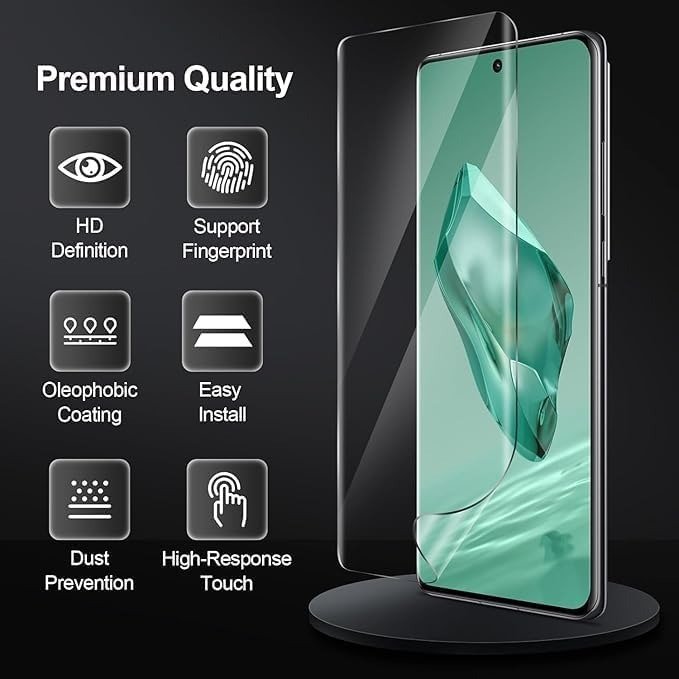 Premium Quality
HD
Definition
Support
Fingerprint
Oleophobic
Coating
Easy
Install
Dust
Prevention
High-Response
Touch